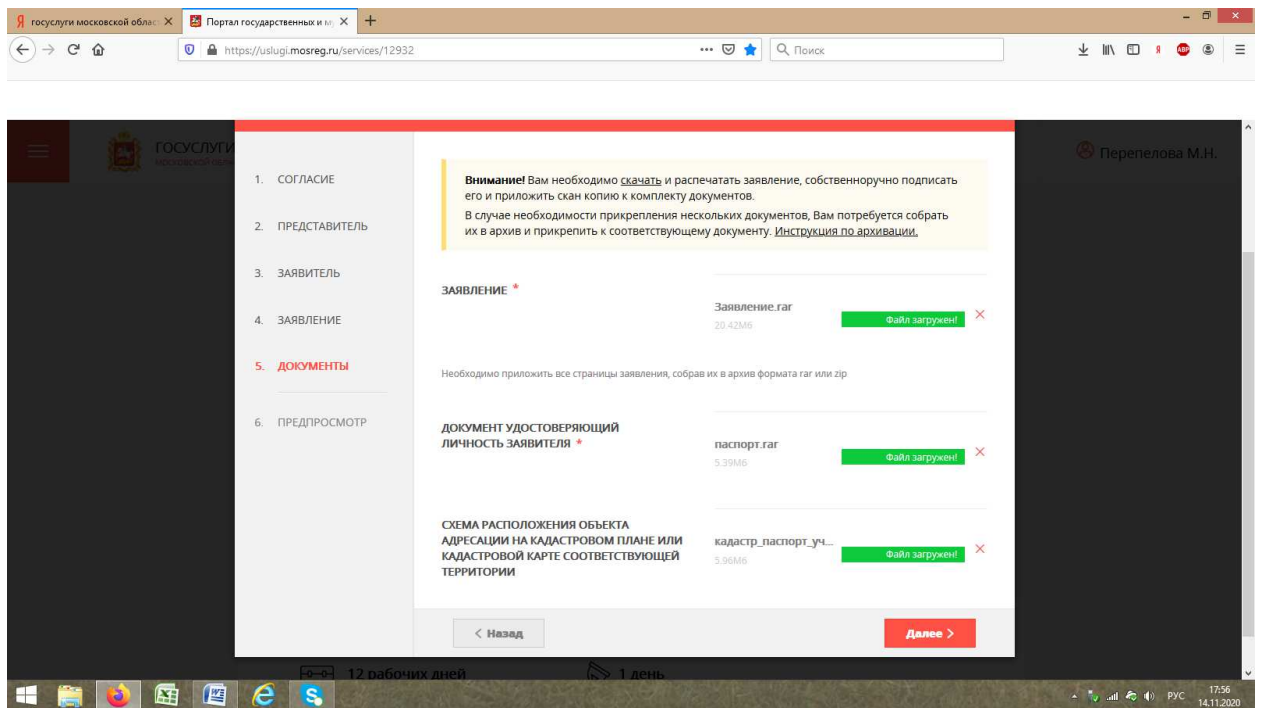 Я госуслуги московской облас
Портал государственных и м
https://uslugi.mosreg.ru/services/12932
Поиск
Я
ABP
ГОСУСЛУГИ
Перепелова М.Н.
1. СОГЛАСИЕ
2. ПРЕДСТАВИТЕЛЬ
3. ЗАЯВИТЕЛЬ
4. ЗАЯВЛЕНИЕ
5. ДОКУМЕНТЫ
6. ПРЕДПРОСМОТР
Внимание! Вам необходимо скачать и распечатать заявление, собственноручно подписать
его и приложить скан копию к комплекту документов.
В случае необходимости прикрепления нескольких документов, Вам потребуется собрать
их в архив и прикрепить к соответствующему документу. Инструкция по архивации.
ЗАЯВЛЕНИЕ *
Заявление.rar
20.42Мб
Файл загружен!
Необходимо приложить все страницы заявления, собрав их в архив формата rar или zip
ДОКУМЕНТ УДОСТОВЕРЯЮЩИЙ
ЛИЧНОСТЬ ЗАЯВИТЕЛЯ *
паспорт.rar
5.39Мб
Файл загружен!
СХЕМА РАСПОЛОЖЕНИЯ ОБЪЕКТА
АДРЕСАЦИИ НА КАДАСТРОВОМ ПЛАНЕ ИЛИ
КАДАСТРОВОЙ КАРТЕ СООТВЕТСТВУЮЩЕЙ
ТЕРРИТОРИИ
кадастр_паспорт_уч...
5.96Мб
Файл загружен!
< Назад
Далее >
12 рабочих дней
1 день
РУС
17:56
14.11.2020